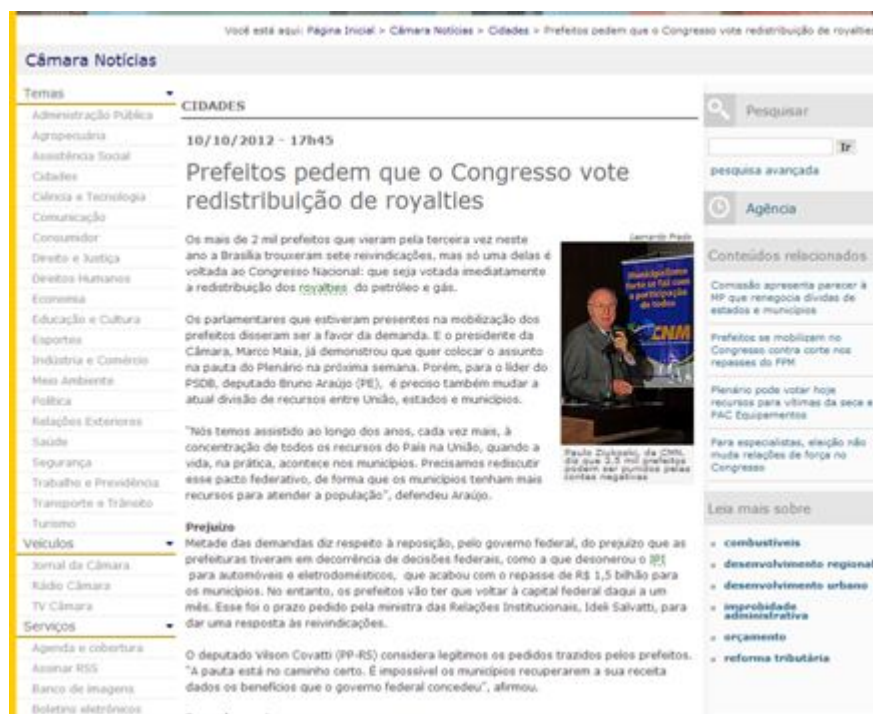 Você está aqui: Página Inicial > Câmara Notícias > Cidades > Prefeitos pedem que o Congresso vote redistribuição de royalties
Câmara Notícias
Temas
Administração Pública
Agropecuária
Assistência Social
Cidades
Ciência e Tecnologia
Comunicação
Consumidor
Direito e Justiça
Direitos Humanos
Economia
Educação e Cultura
Esportes
Indústria e Comércio
Meio Ambiente
Política
Relações Exteriores
Saúde
Segurança
Trabalho e Previdência
Transporte e Trânsito
Turismo
Veículos
Jornal da Câmara
Rádio Câmara
TV Câmara
Serviços
Agenda e cobertura
Assinar RSS
Banco de imagens
Boletins eletrônicos
CIDADES
10/10/2012 - 17h45
Prefeitos pedem que o Congresso vote
redistribuição de royalties
Os mais de 2 mil prefeitos que vieram pela terceira vez neste
ano a Brasília trouxeram sete reivindicações, mas só uma delas é
voltada ao Congresso Nacional: que seja votada imediatamente
a redistribuição dos royalties do petróleo e gás.
Os parlamentares que estiveram presentes na mobilização dos
prefeitos disseram ser a favor da demanda. E o presidente da
Câmara, Marco Maia, já demonstrou que quer colocar o assunto
na pauta do Plenário na próxima semana. Porém, para o líder do
PSDB, deputado Bruno Araújo (PE), é preciso também mudar a
atual divisão de recursos entre União, estados e municípios.
"Nós temos assistido ao longo dos anos, cada vez mais, à
concentração de todos os recursos do País na União, quando a
vida, na prática, acontece nos municípios. Precisamos rediscutir
esse pacto federativo, de forma que os municípios tenham mais
recursos para atender a população", defendeu Araújo.
Leonardo Prado
Municipalismo
forte se faz com
a participação
de todos
CNM
Paulo Ziulkoski, da CNM,
diz que 3,5 mil prefeitos
podem ser punidos pelas
contas negativas
Prejuízo
Metade das demandas diz respeito à reposição, pelo governo federal, do prejuízo que as
prefeituras tiveram em decorrência de decisões federais, como a que desonerou o IPI
para automóveis e eletrodomésticos, que acabou com o repasse de R$ 1,5 bilhão para
os municípios. No entanto, os prefeitos vão ter que voltar à capital federal daqui a um
mês. Esse foi o prazo pedido pela ministra das Relações Institucionais, Ideli Salvatti, para
dar uma resposta às reivindicações.
O deputado Vilson Covatti (PP-RS) considera legítimos os pedidos trazidos pelos prefeitos.
"A pauta está no caminho certo. É impossível os municípios recuperarem a sua receita
dados os benefícios que o governo federal concedeu", afirmou.
Pesquisar
Ir
pesquisa avançada
Agência
Conteúdos relacionados
Comissão apresenta parecer à
MP que renegocia dívidas de
estados e municípios
Prefeitos se mobilizam no
Congresso contra corte nos
repasses do FPM
Plenário pode votar hoje
recursos para vítimas da seca e
PAC Equipamentos
Para especialistas, eleição não
muda relações de força no
Congresso
Leia mais sobre
combustíveis
desenvolvimento regional
desenvolvimento urbano
improbidade
administrativa
orçamento
reforma tributária